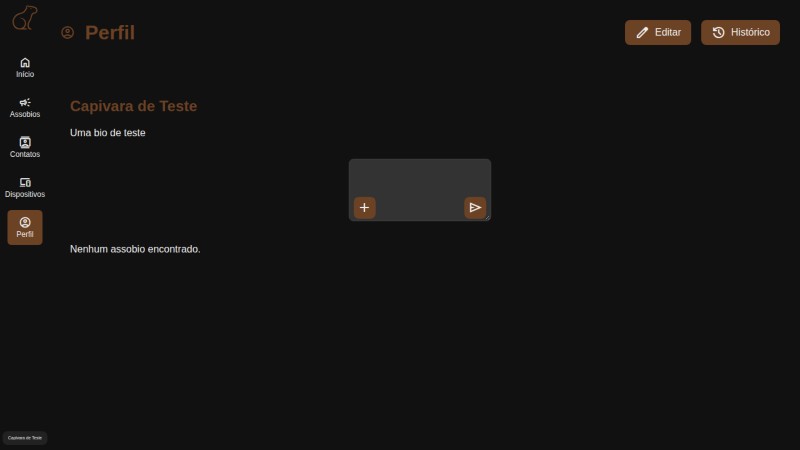 Perfil
Editar
Histórico
Início
Assobios
Contatos
Dispositivos
Perfil
Capivara de Teste
Uma bio de teste
Nenhum assobio encontrado.
Capivara de Teste